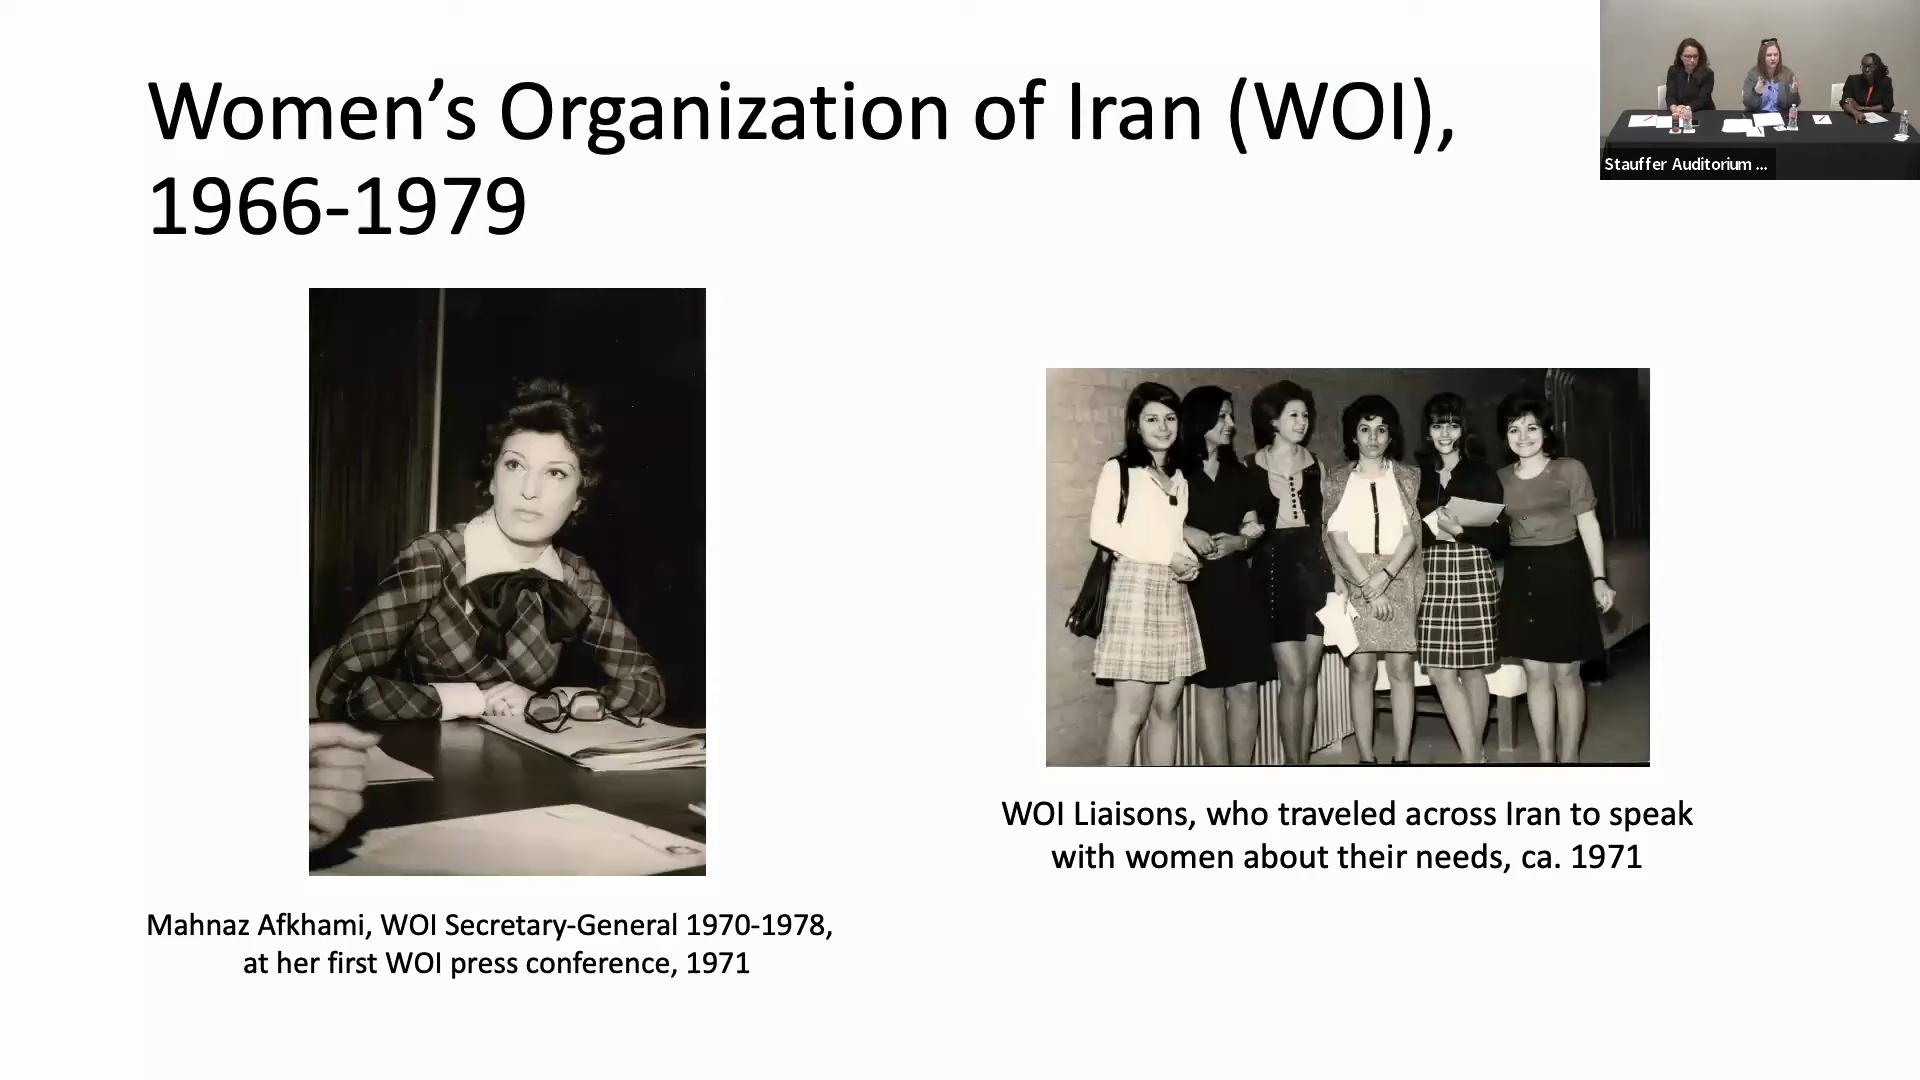 Women’s Organization of Iran (WOI),
1966-1979
Stauffer Auditorium ...
WOI Liaisons, who traveled across Iran to speak
with women about their needs, ca. 1971
Mahnaz Afkhami, WOI Secretary-General 1970-1978,
at her first WOI press conference, 1971